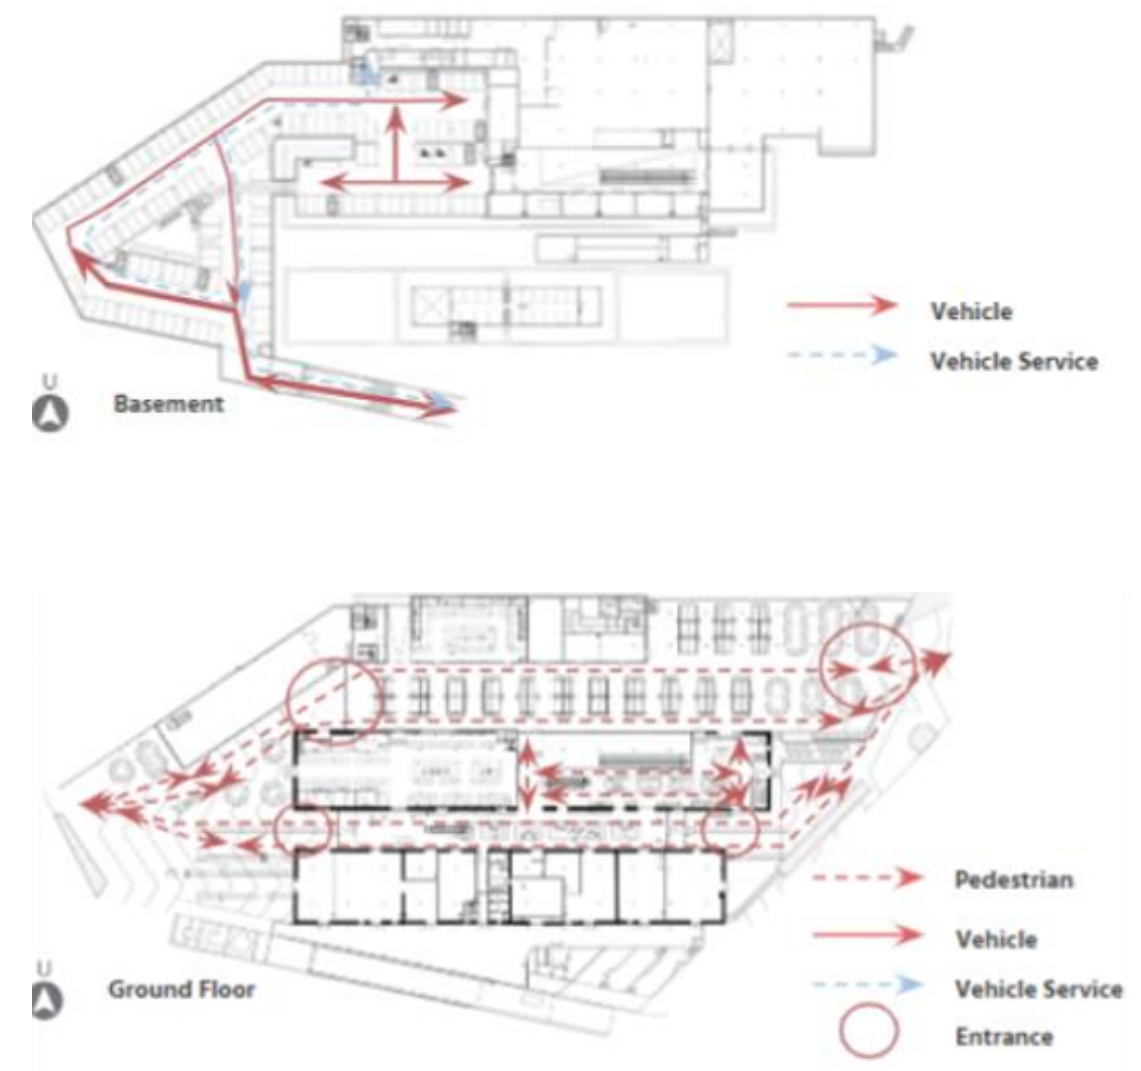 Vehicle
Vehicle Service
U
Basement
Pedestrian
Vehicle
U
Ground Floor
Vehicle Service
Entrance